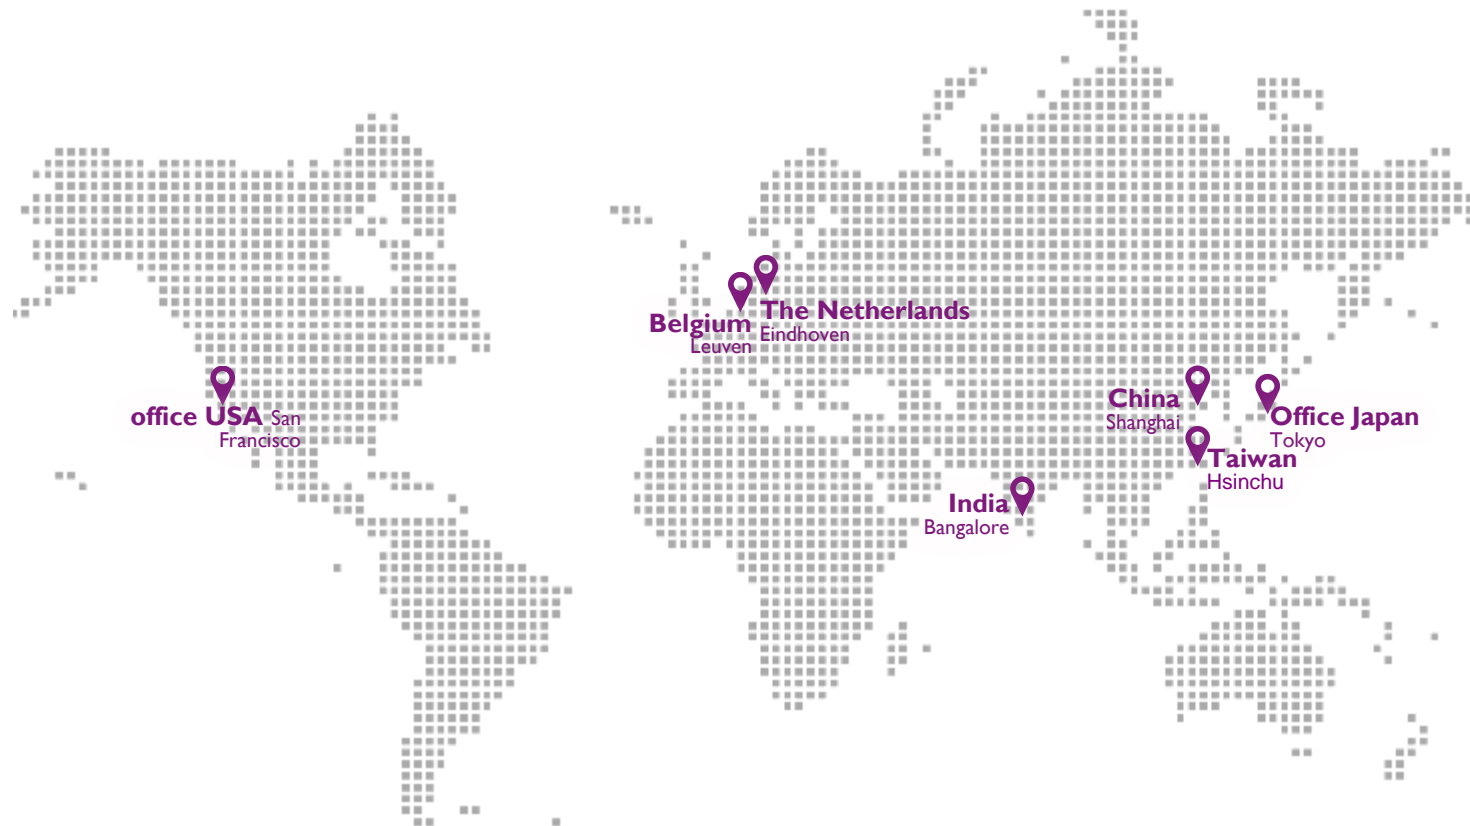 The Netherlands
Eindhoven
Belgium
Leuven
office USA San
Francisco
China
Shanghai
Office Japan
Tokyo
Taiwan
Hsinchu
India
Bangalore